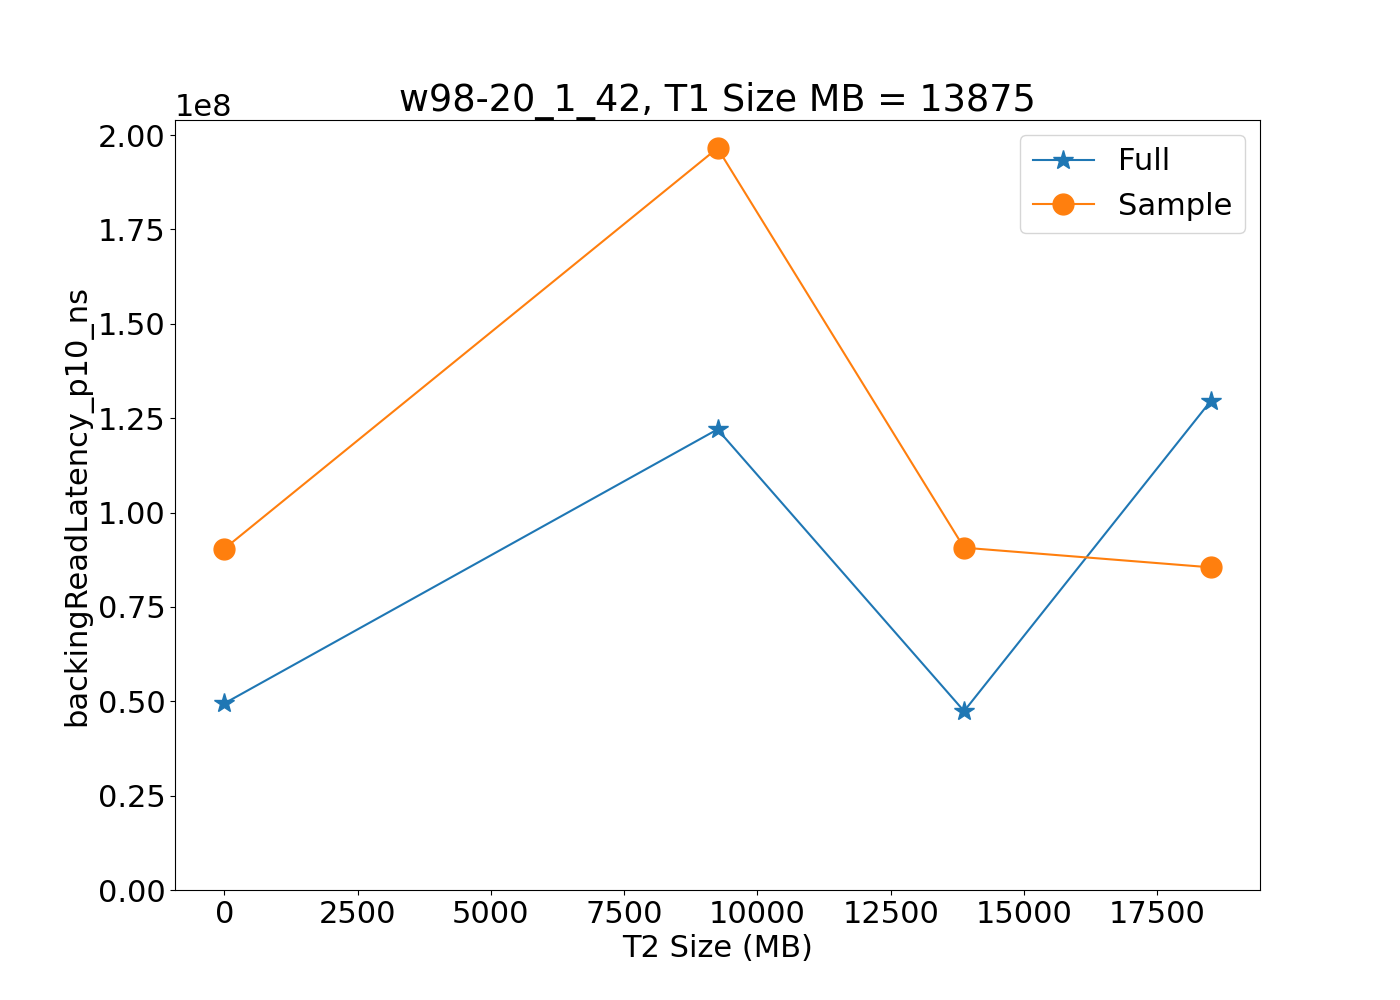 w98-20_1_42, T1 Size MB = 13875
1e8
2.00
1.75
1.50
1.25
1.00
0.75
0.50
0.25
0.00
backingReadLatency_p10_ns
Full
Sample
0 2500 5000 7500 10000 12500 15000 17500
T2 Size (MB)